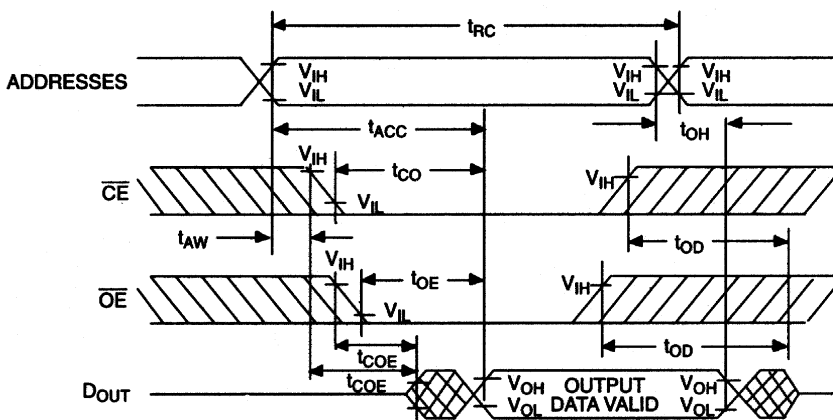 tRC
ADDRESSES
VIH
VIL
VIH
VIL
VIH
VIL
tACC
tOH
CE
VIH
tCO
VIL
VIH
tAW
tOD
OE
VIH
tOE
VIL
VIH
tCOE
tOD
tCOE
DOUT
VOH
VOL
OUTPUT
DATA VALID
VOH
VOL